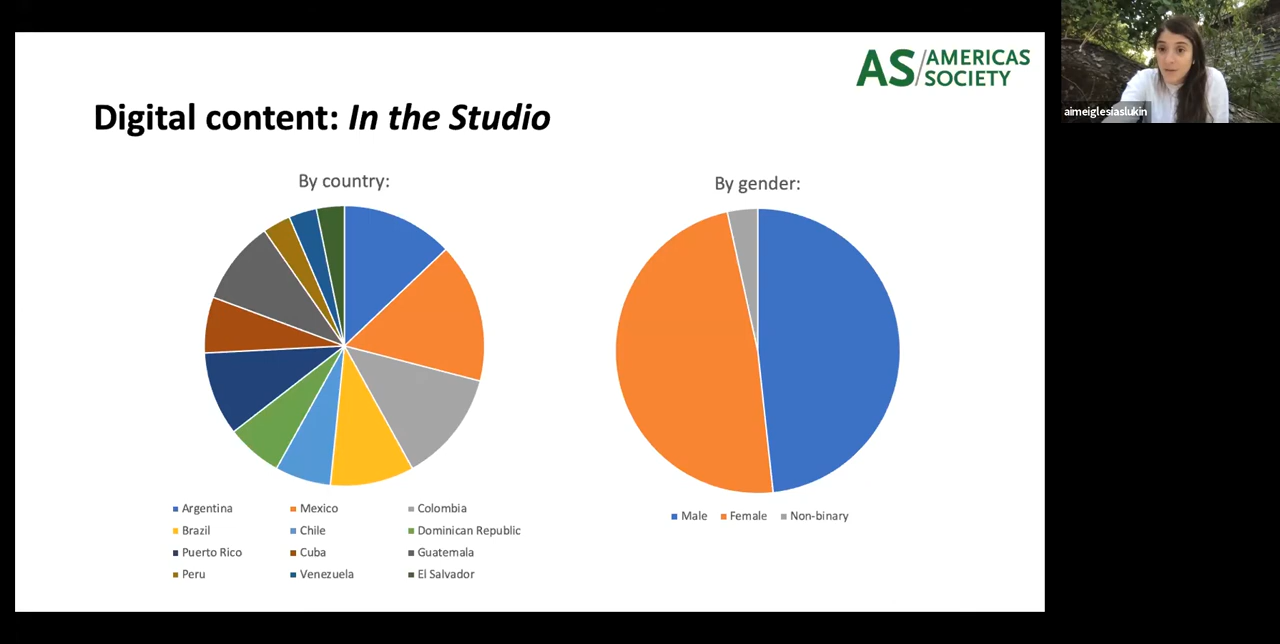 AS/AMERICAS
SOCIETY
aimeiglesiaslukin
Digital content: In the Studio
By country:
By gender:
Argentina Mexico Colombia
Brazil Chile Dominican Republic
Puerto Rico Cuba Guatemala
Peru Venezuela El Salvador
Male Female Non-binary